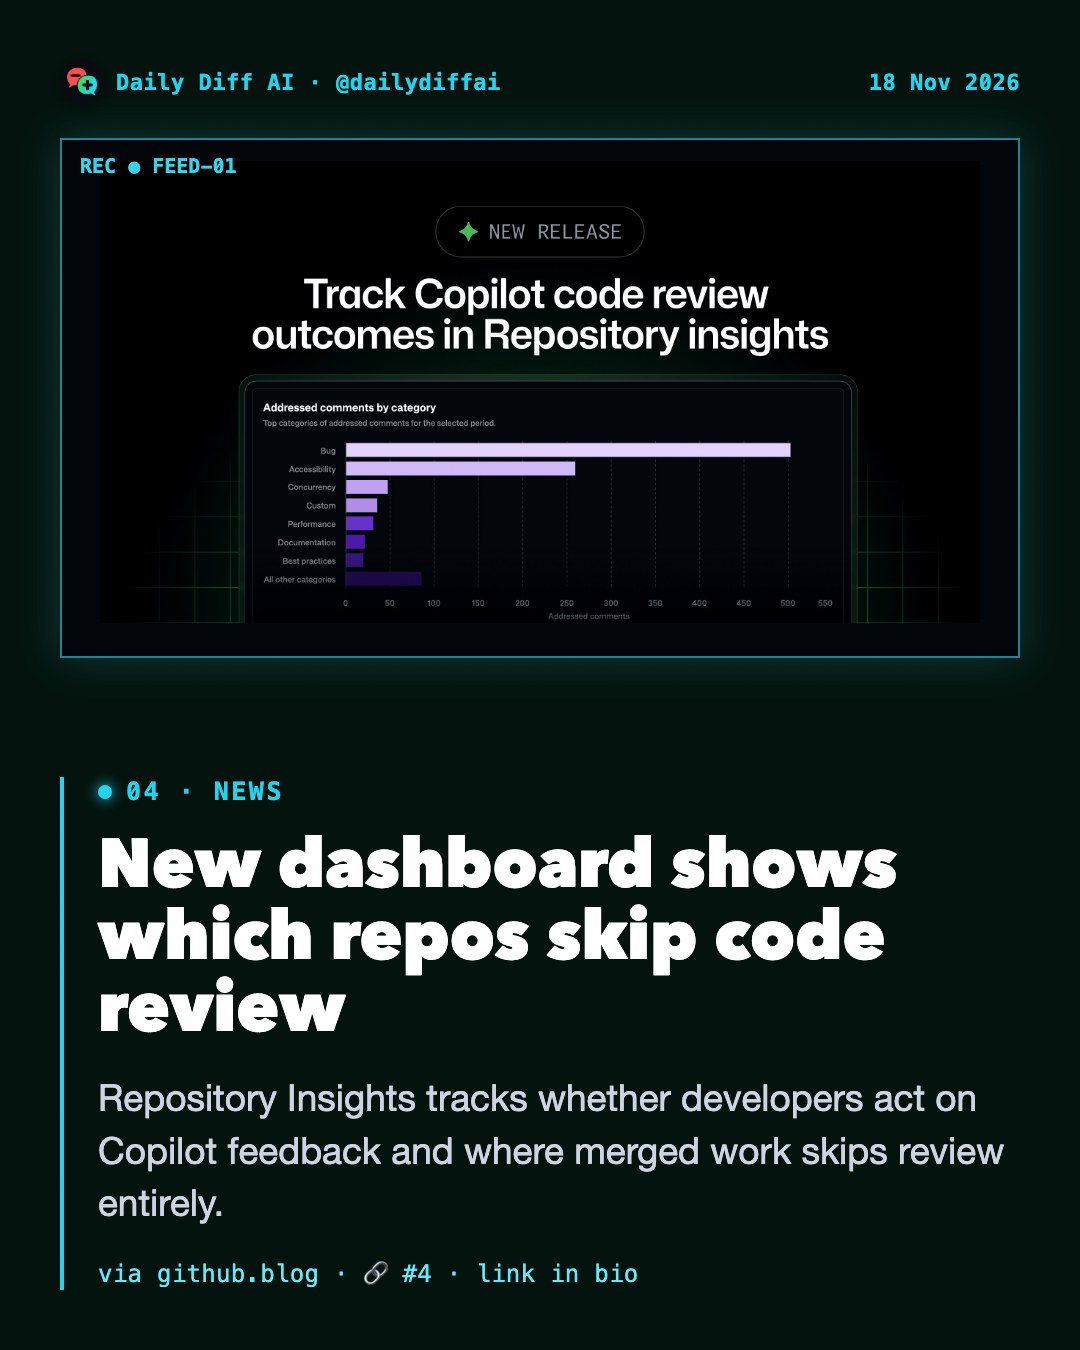 Daily Diff AI · @dailydiffai
18 Nov 2026
REC ● FEED–01
NEW RELEASE
Track Copilot code review
outcomes in Repository insights
Addressed comments by category
Top categories of addressed comments for the selected period.
Bug
Accessibility
Concurrency
Custom
Performance
Documentation
Best practices
All other categories
0 50 100 150 200 250 300 350 400 450 500 550
Addressed comments
04 · NEWS
New dashboard shows
which repos skip code
review
Repository Insights tracks whether developers act on
Copilot feedback and where merged work skips review
entirely.
via github.blog · 🔗 #4 · link in bio